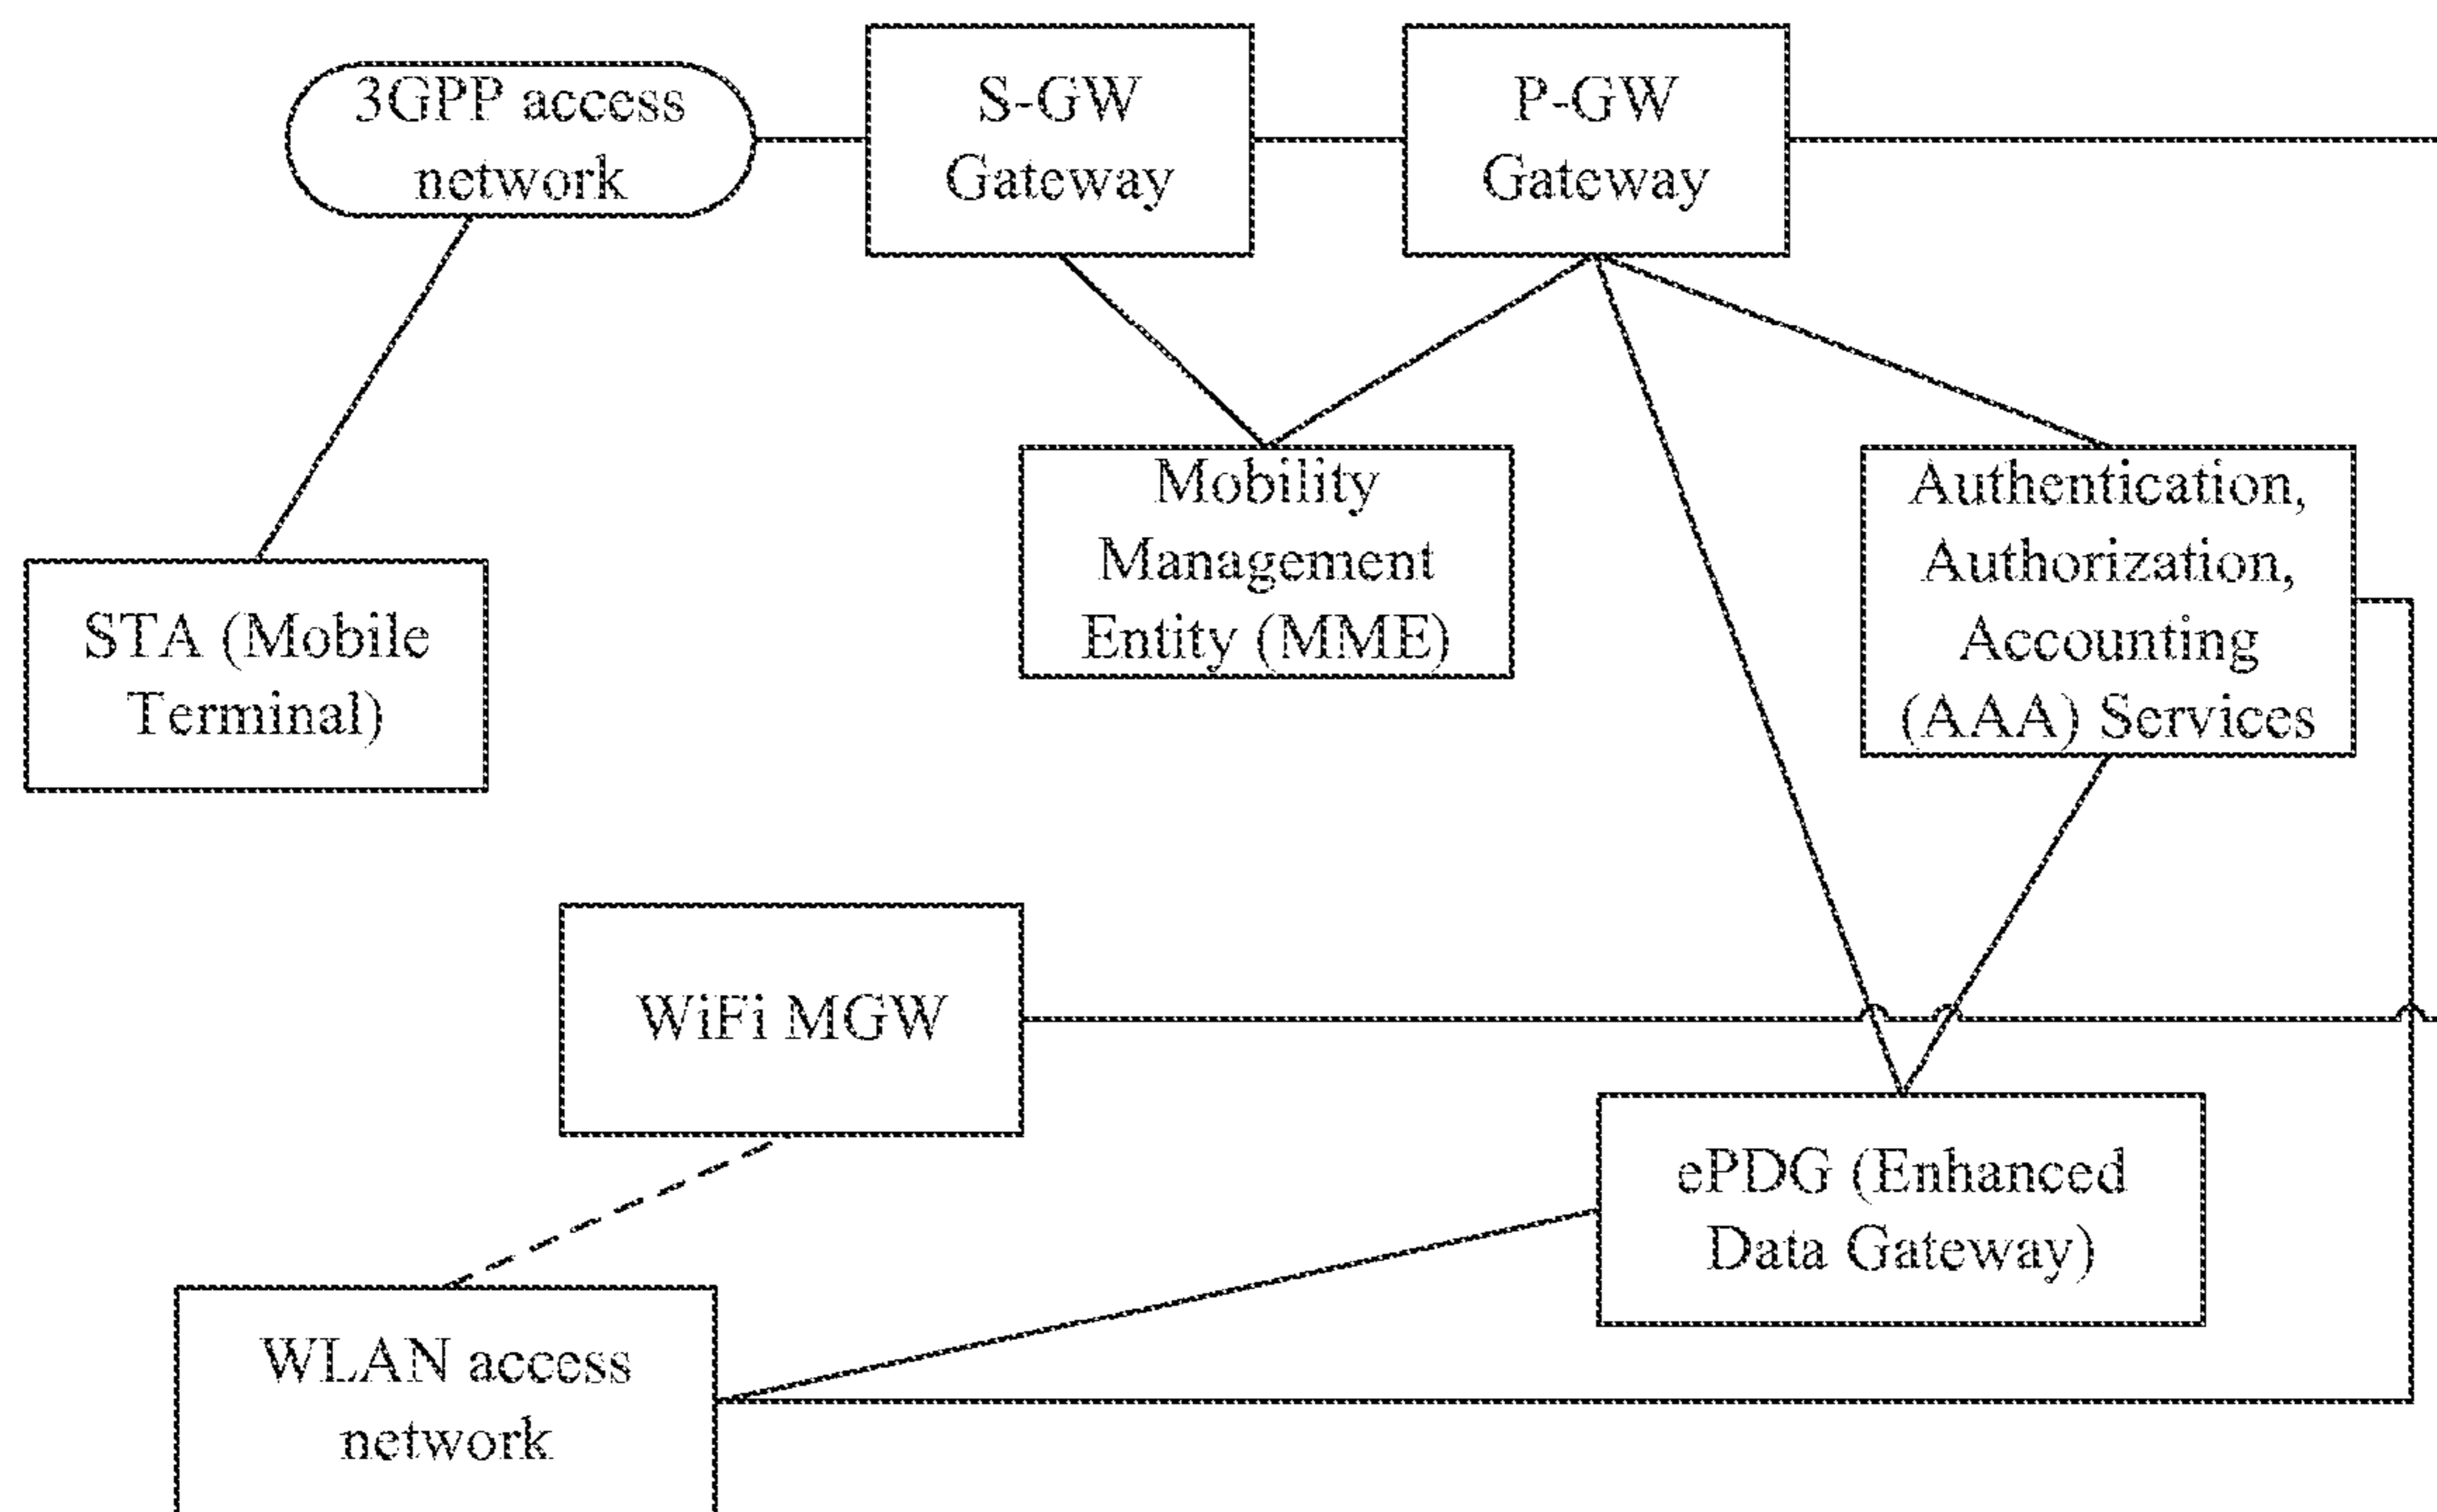 3GPP access
network
S-GW
Gateway
P-GW
Gateway
Mobility
Management
Entity (MME)
Authentication,
Authorization,
Accounting
(AAA) Services
STA (Mobile
Terminal)
WiFi MGW
ePDG (Enhanced
Data Gateway)
WLAN access
network